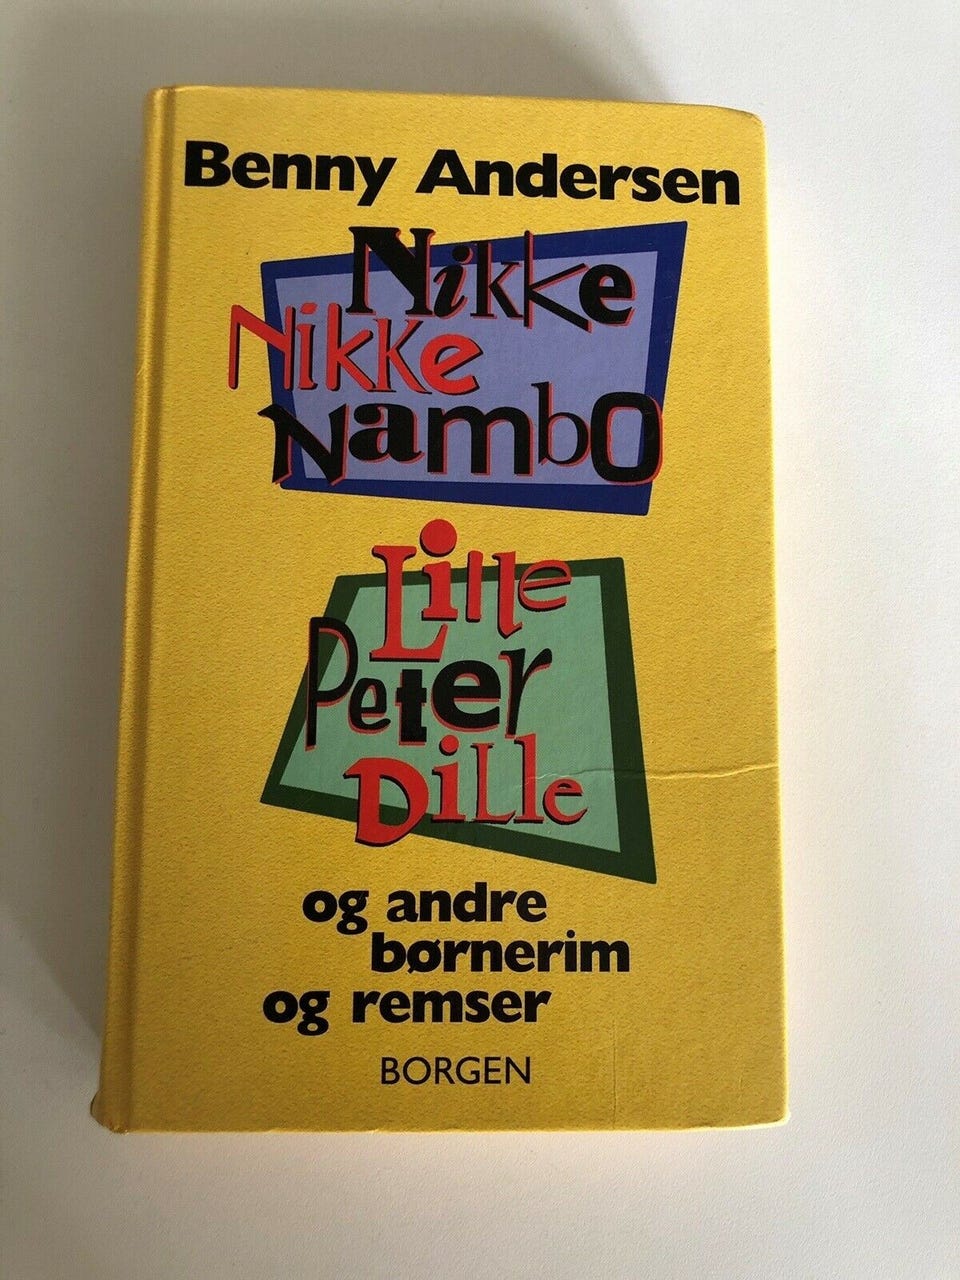 Benny Andersen
Nikke
Nikke
Nambo
Lille
Peter
Dille
og andre
børnerim
og remser
BORGEN